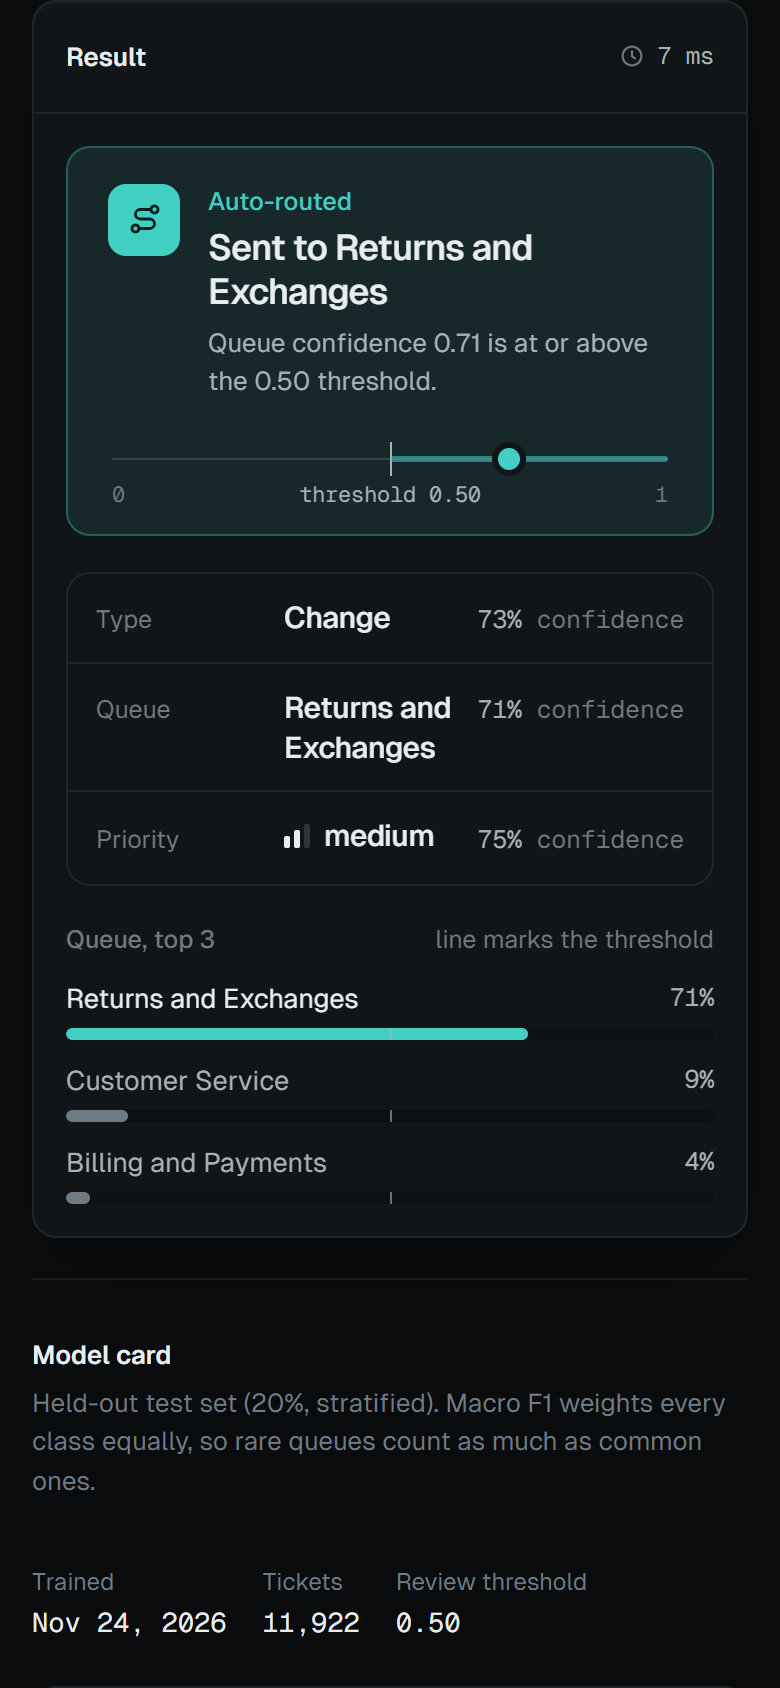 Result
7 ms
Auto-routed
Sent to Returns and
Exchanges
Queue confidence 0.71 is at or above
the 0.50 threshold.
0 threshold 0.50 1
Type Change 73% confidence
Queue Returns and 71% confidence
Exchanges
Priority medium 75% confidence
Queue, top 3 line marks the threshold
Returns and Exchanges 71%
Customer Service 9%
Billing and Payments 4%
Model card
Held-out test set (20%, stratified). Macro F1 weights every
class equally, so rare queues count as much as common
ones.
Trained Tickets Review threshold
Nov 24, 2026 11,922 0.50